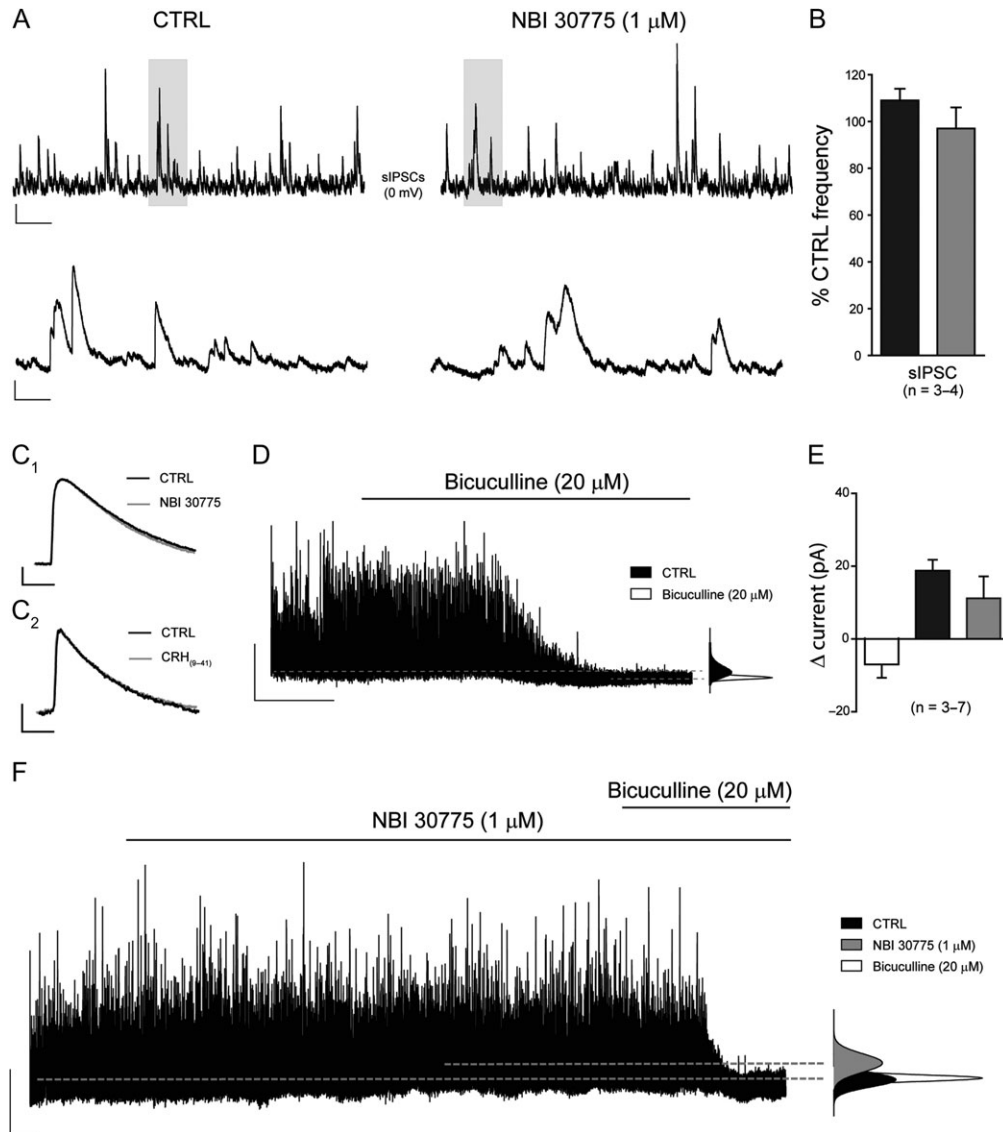 A
CTRL
NBI 30775 (1 μM)
sIPSCs
(0 mV)
B
% CTRL frequency
120
100
80
60
40
20
0
sIPSC
(n = 3–4)
C1
CTRL
NBI 30775
C2
CTRL
CRH(9–41)
D
Bicuculline (20 μM)
CTRL
Bicuculline (20 μM)
E
Δ current (pA)
40
20
0
–20
(n = 3–7)
F
Bicuculline (20 μM)
NBI 30775 (1 μM)
CTRL
NBI 30775 (1 μM)
Bicuculline (20 μM)